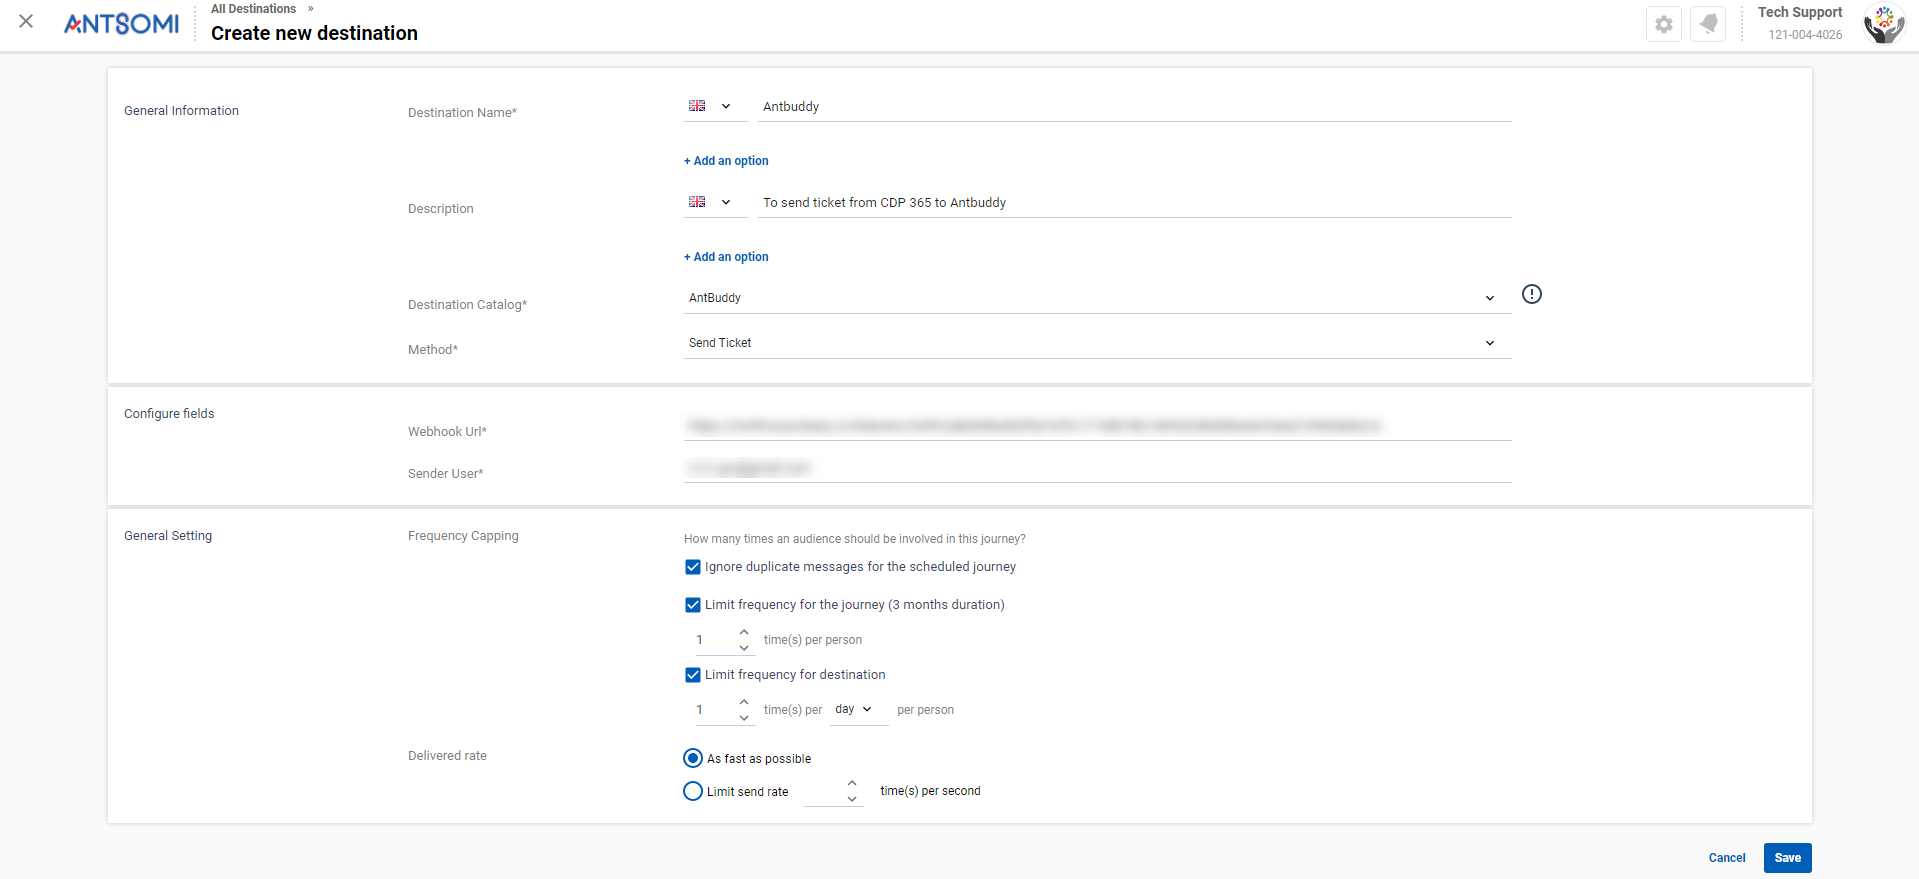 ANTSOMI
All Destinations »
Create new destination
Tech Support
121-004-4026
General Information
Destination Name*
Antbuddy
+ Add an option
Description
To send ticket from CDP 365 to Antbuddy
+ Add an option
Destination Catalog*
AntBuddy
Method*
Send Ticket
Configure fields
Webhook Url*
Sender User*
General Setting
Frequency Capping
How many times an audience should be involved in this journey?
Ignore duplicate messages for the scheduled journey
Limit frequency for the journey (3 months duration)
1 time(s) per person
Limit frequency for destination
1 time(s) per day per person
Delivered rate
As fast as possible
Limit send rate time(s) per second
Cancel
Save